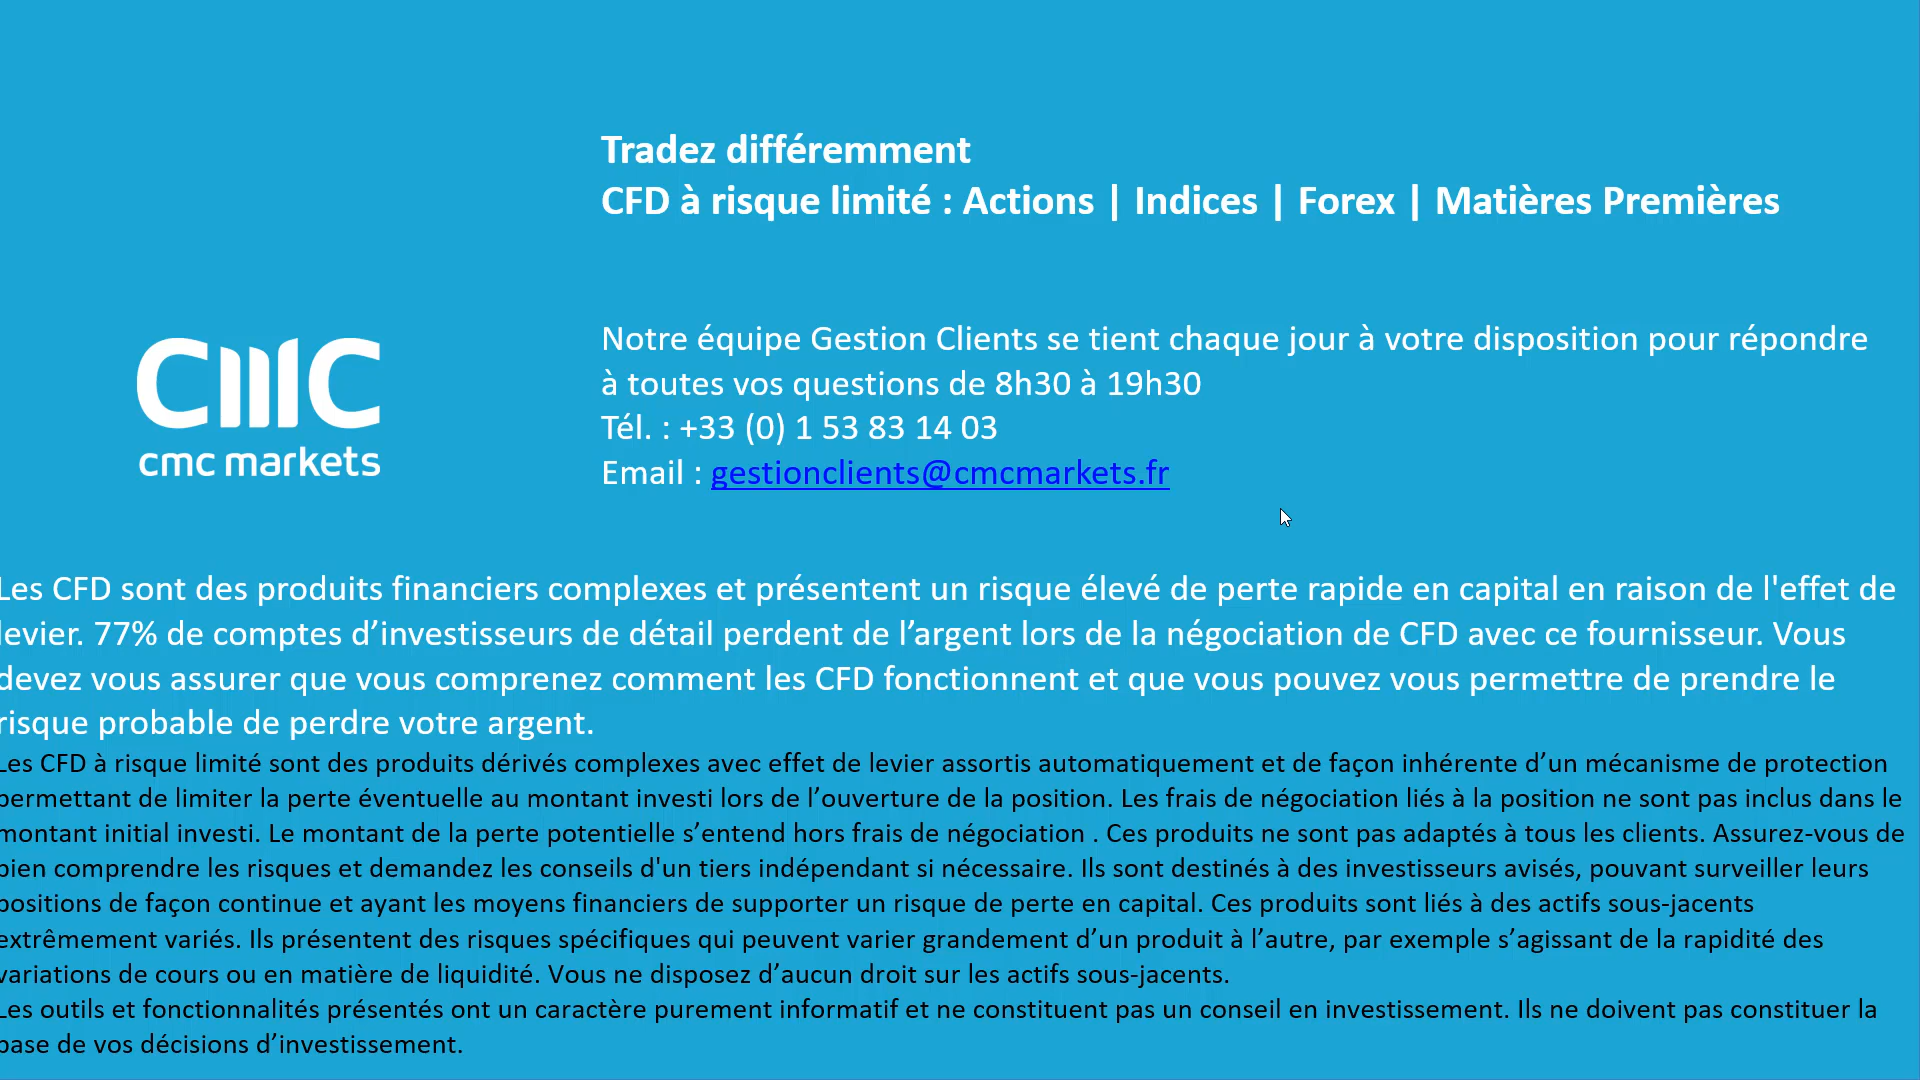 Tradez différemment
CFD à risque limité : Actions | Indices | Forex | Matières Premières
CMC
cmc markets
Notre équipe Gestion Clients se tient chaque jour à votre disposition pour répondre
à toutes vos questions de 8h30 à 19h30
Tél. : +33 (0) 1 53 83 14 03
Email : gestionclients@cmcmarkets.fr
Les CFD sont des produits financiers complexes et présentent un risque élevé de perte rapide en capital en raison de l'effet de
levier. 77% de comptes d’investisseurs de détail perdent de l’argent lors de la négociation de CFD avec ce fournisseur. Vous
devez vous assurer que vous comprenez comment les CFD fonctionnent et que vous pouvez vous permettre de prendre le
risque probable de perdre votre argent.
Les CFD à risque limité sont des produits dérivés complexes avec effet de levier assortis automatiquement et de façon inhérente d’un mécanisme de protection
permettant de limiter la perte éventuelle au montant investi lors de l’ouverture de la position. Les frais de négociation liés à la position ne sont pas inclus dans le
montant initial investi. Le montant de la perte potentielle s’entend hors frais de négociation . Ces produits ne sont pas adaptés à tous les clients. Assurez-vous de
bien comprendre les risques et demandez les conseils d'un tiers indépendant si nécessaire. Ils sont destinés à des investisseurs avisés, pouvant surveiller leurs
positions de façon continue et ayant les moyens financiers de supporter un risque de perte en capital. Ces produits sont liés à des actifs sous-jacents
extrêmement variés. Ils présentent des risques spécifiques qui peuvent varier grandement d’un produit à l’autre, par exemple s’agissant de la rapidité des
variations de cours ou en matière de liquidité. Vous ne disposez d’aucun droit sur les actifs sous-jacents.
Les outils et fonctionnalités présentés ont un caractère purement informatif et ne constituent pas un conseil en investissement. Ils ne doivent pas constituer la
base de vos décisions d’investissement.